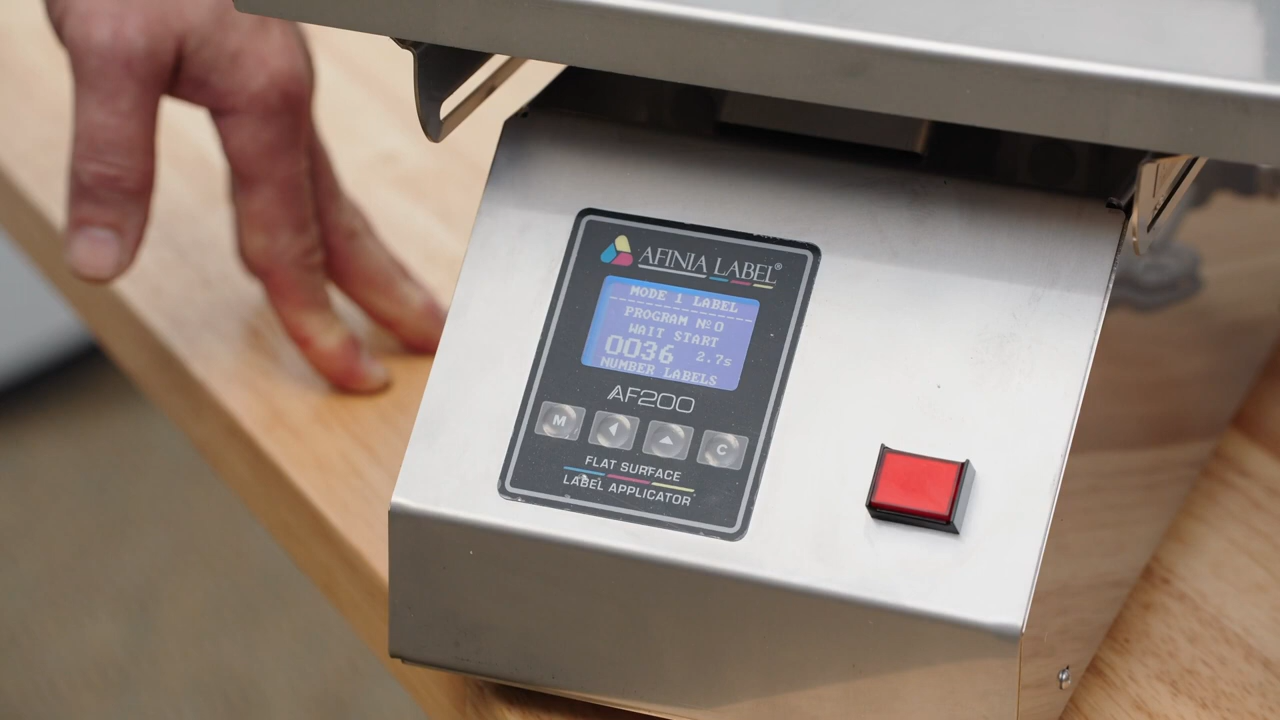 AFINIA LABEL®
MODE 1 LABEL
PROGRAM №0
WAIT START
0036 2.7s
NUMBER LABELS
AF200
M C
FLAT SURFACE
LABEL APPLICATOR